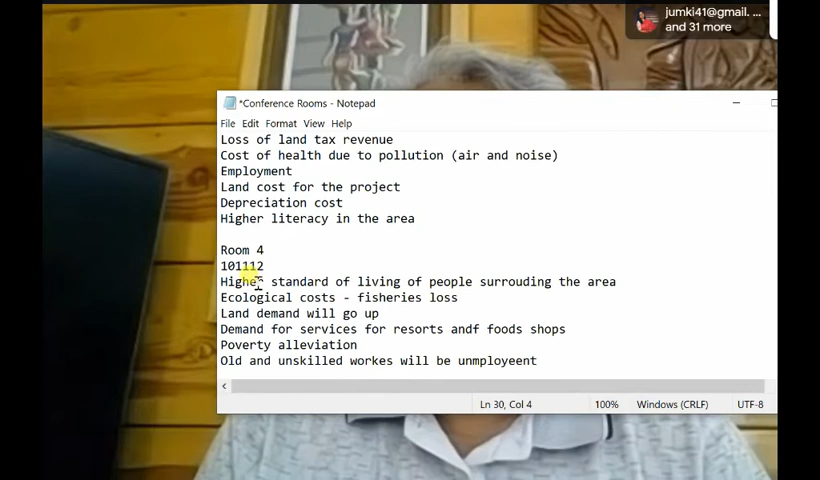 jumki41@gmail. ...
and 31 more
*Conference Rooms - Notepad
File Edit Format View Help
Loss of land tax revenue
Cost of health due to pollution (air and noise)
Employment
Land cost for the project
Depreciation cost
Higher literacy in the area
Room 4
101112
Higher standard of living of people surrouding the area
Ecological costs - fisheries loss
Land demand will go up
Demand for services for resorts andf foods shops
Poverty alleviation
Old and unskilled workes will be unmployeent
Ln 30, Col 4 100% Windows (CRLF) UTF-8